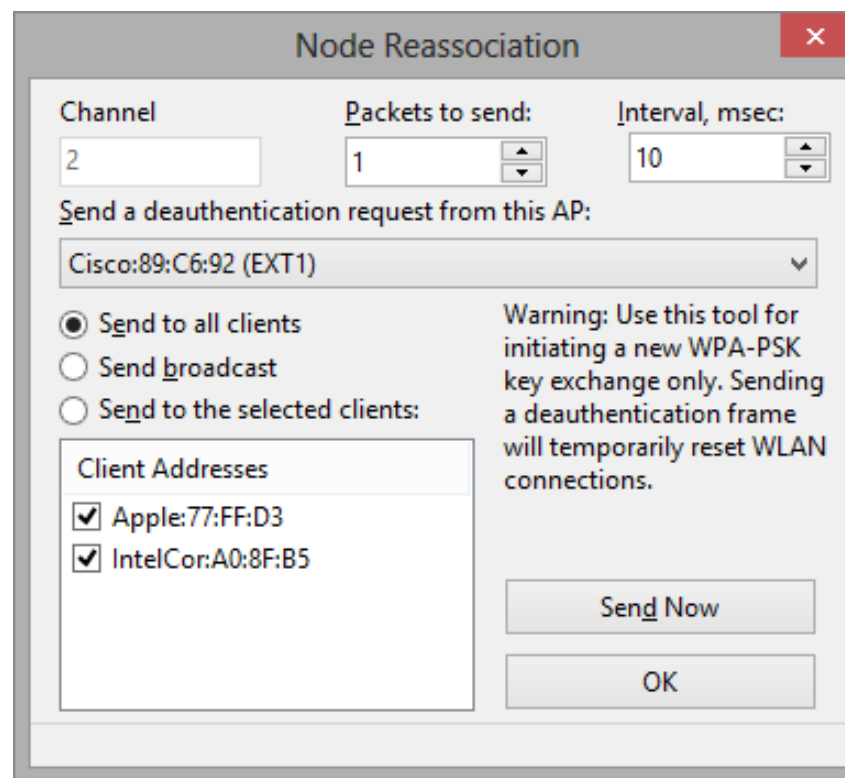 Node Reassociation
Channel
Packets to send:
Interval, msec:
2
1
10
Send a deauthentication request from this AP:
Cisco:89:C6:92 (EXT1)
Send to all clients
Send broadcast
Send to the selected clients:
Client Addresses
Apple:77:FF:D3
IntelCor:A0:8F:B5
Warning: Use this tool for
initiating a new WPA-PSK
key exchange only. Sending
a deauthentication frame
will temporarily reset WLAN
connections.
Send Now
OK